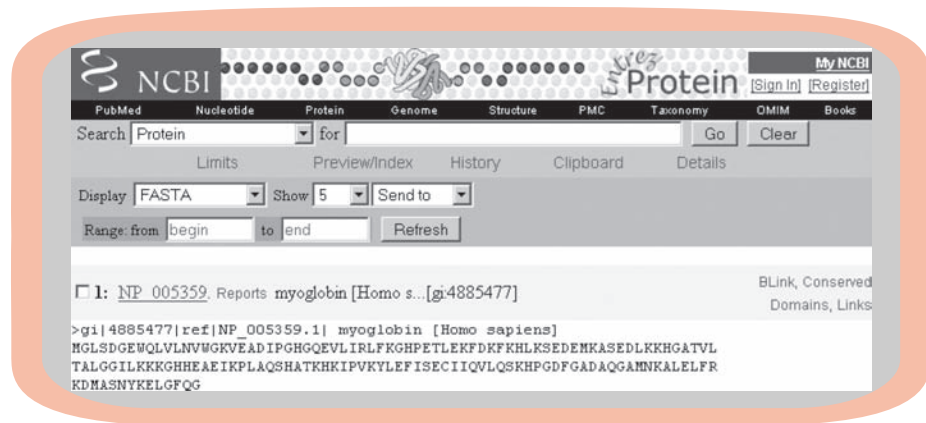 NCBI Entrez Protein My NCBI
[Sign In] [Register]
PubMed Nucleotide Protein Genome Structure PMC Taxonomy OMIM Books
Search Protein for Go Clear
Limits Preview/Index History Clipboard Details
Display FASTA Show 5 Send to
Range: from begin to end Refresh
1: NP_005359. Reports myoglobin [Homo s...[gi:4885477] BLink, Conserved
Domains, Links
>gi|4885477|ref|NP_005359.1| myoglobin [Homo sapiens]
MGLSDGEWQLVLNVWGKVEADIPGHGQEVLIRLFKGHPETLEKFDKFKHLKSEDEMKASEDLKKHGATVL
TALGGILKKKGHHEAEIKPLAQSHATKHKIPVKYLEFISECIIQVLQSKHPGDFGADAQGAMNKALELFR
KDMASNYKELGFQG